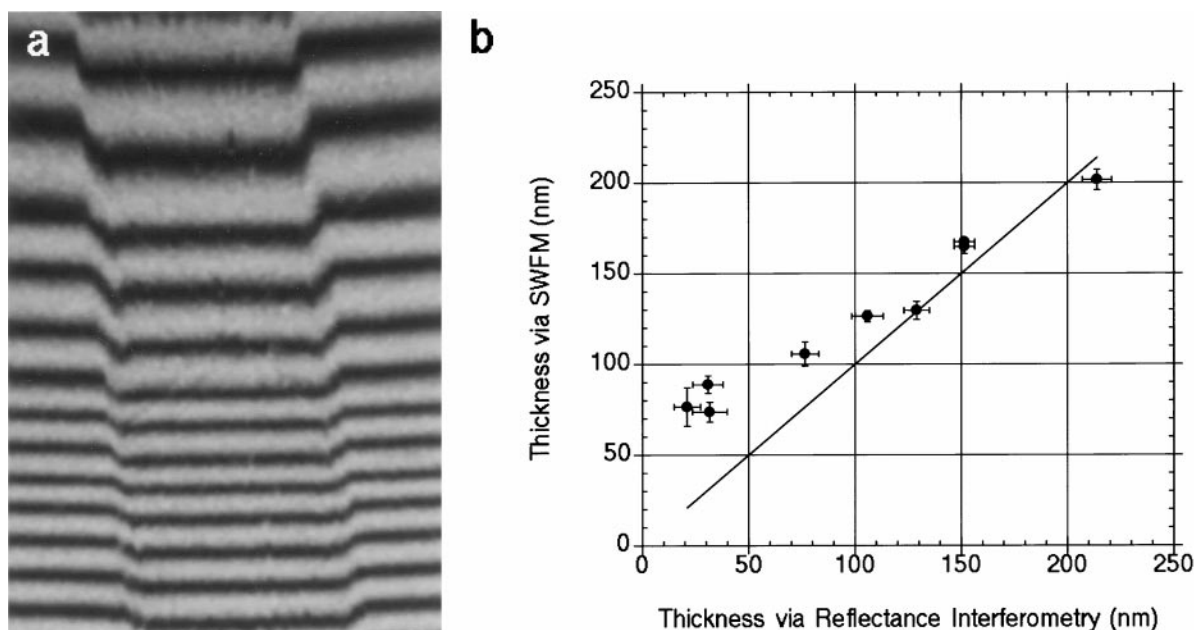 a
b
250
200
150
100
50
0
Thickness via SWFM (nm)
0 50 100 150 200 250
Thickness via Reflectance Interferometry (nm)